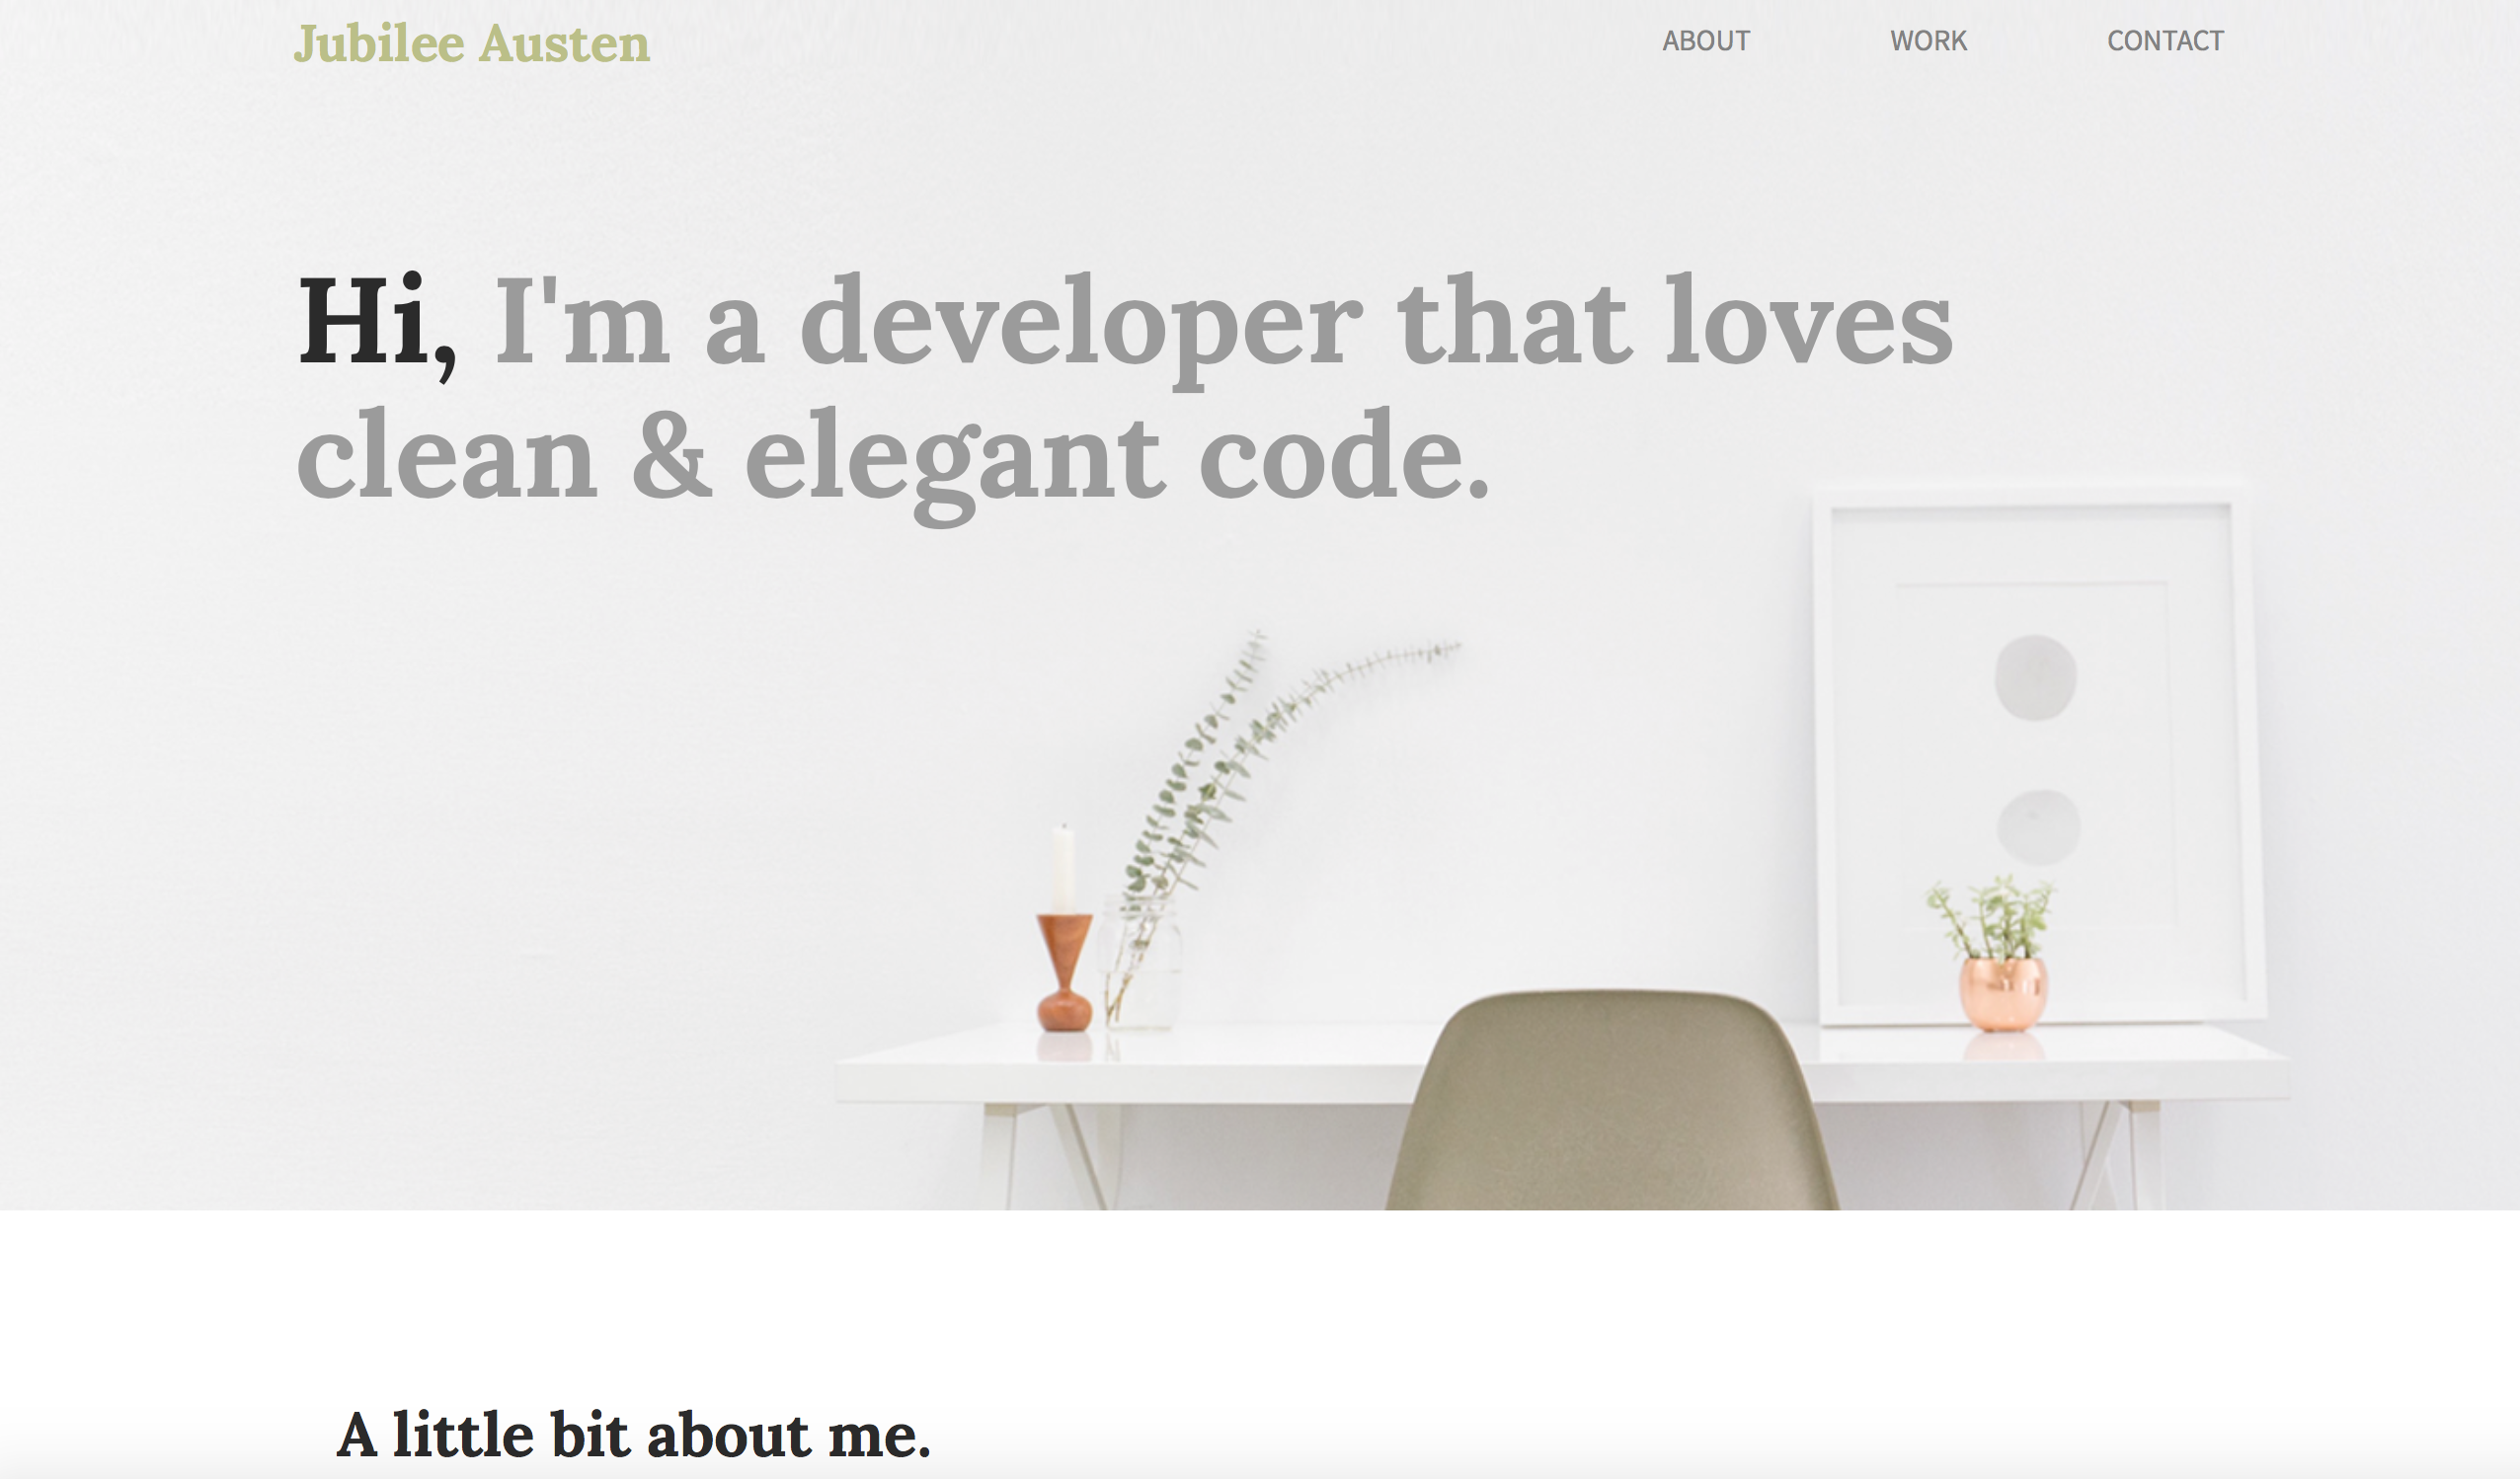 Jubilee Austen
ABOUT WORK CONTACT
Hi, I'm a developer that loves
clean & elegant code.
A little bit about me.